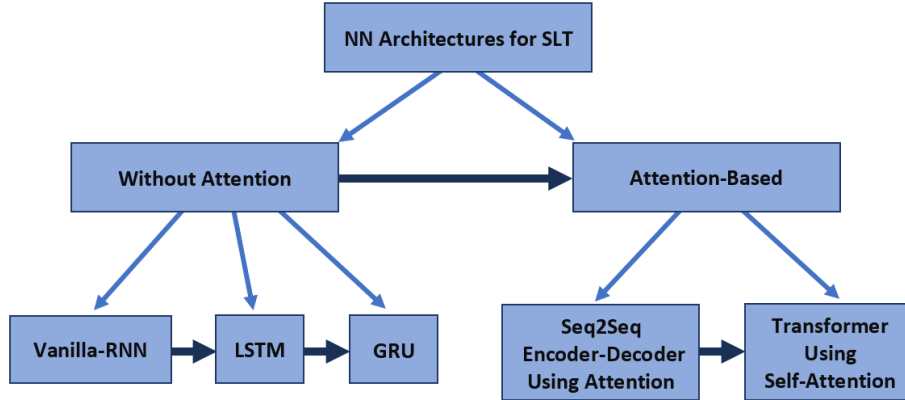 NN Architectures for SLT
Without Attention
Attention-Based
Vanilla-RNN
LSTM
GRU
Seq2Seq
Encoder-Decoder
Using Attention
Transformer
Using
Self-Attention